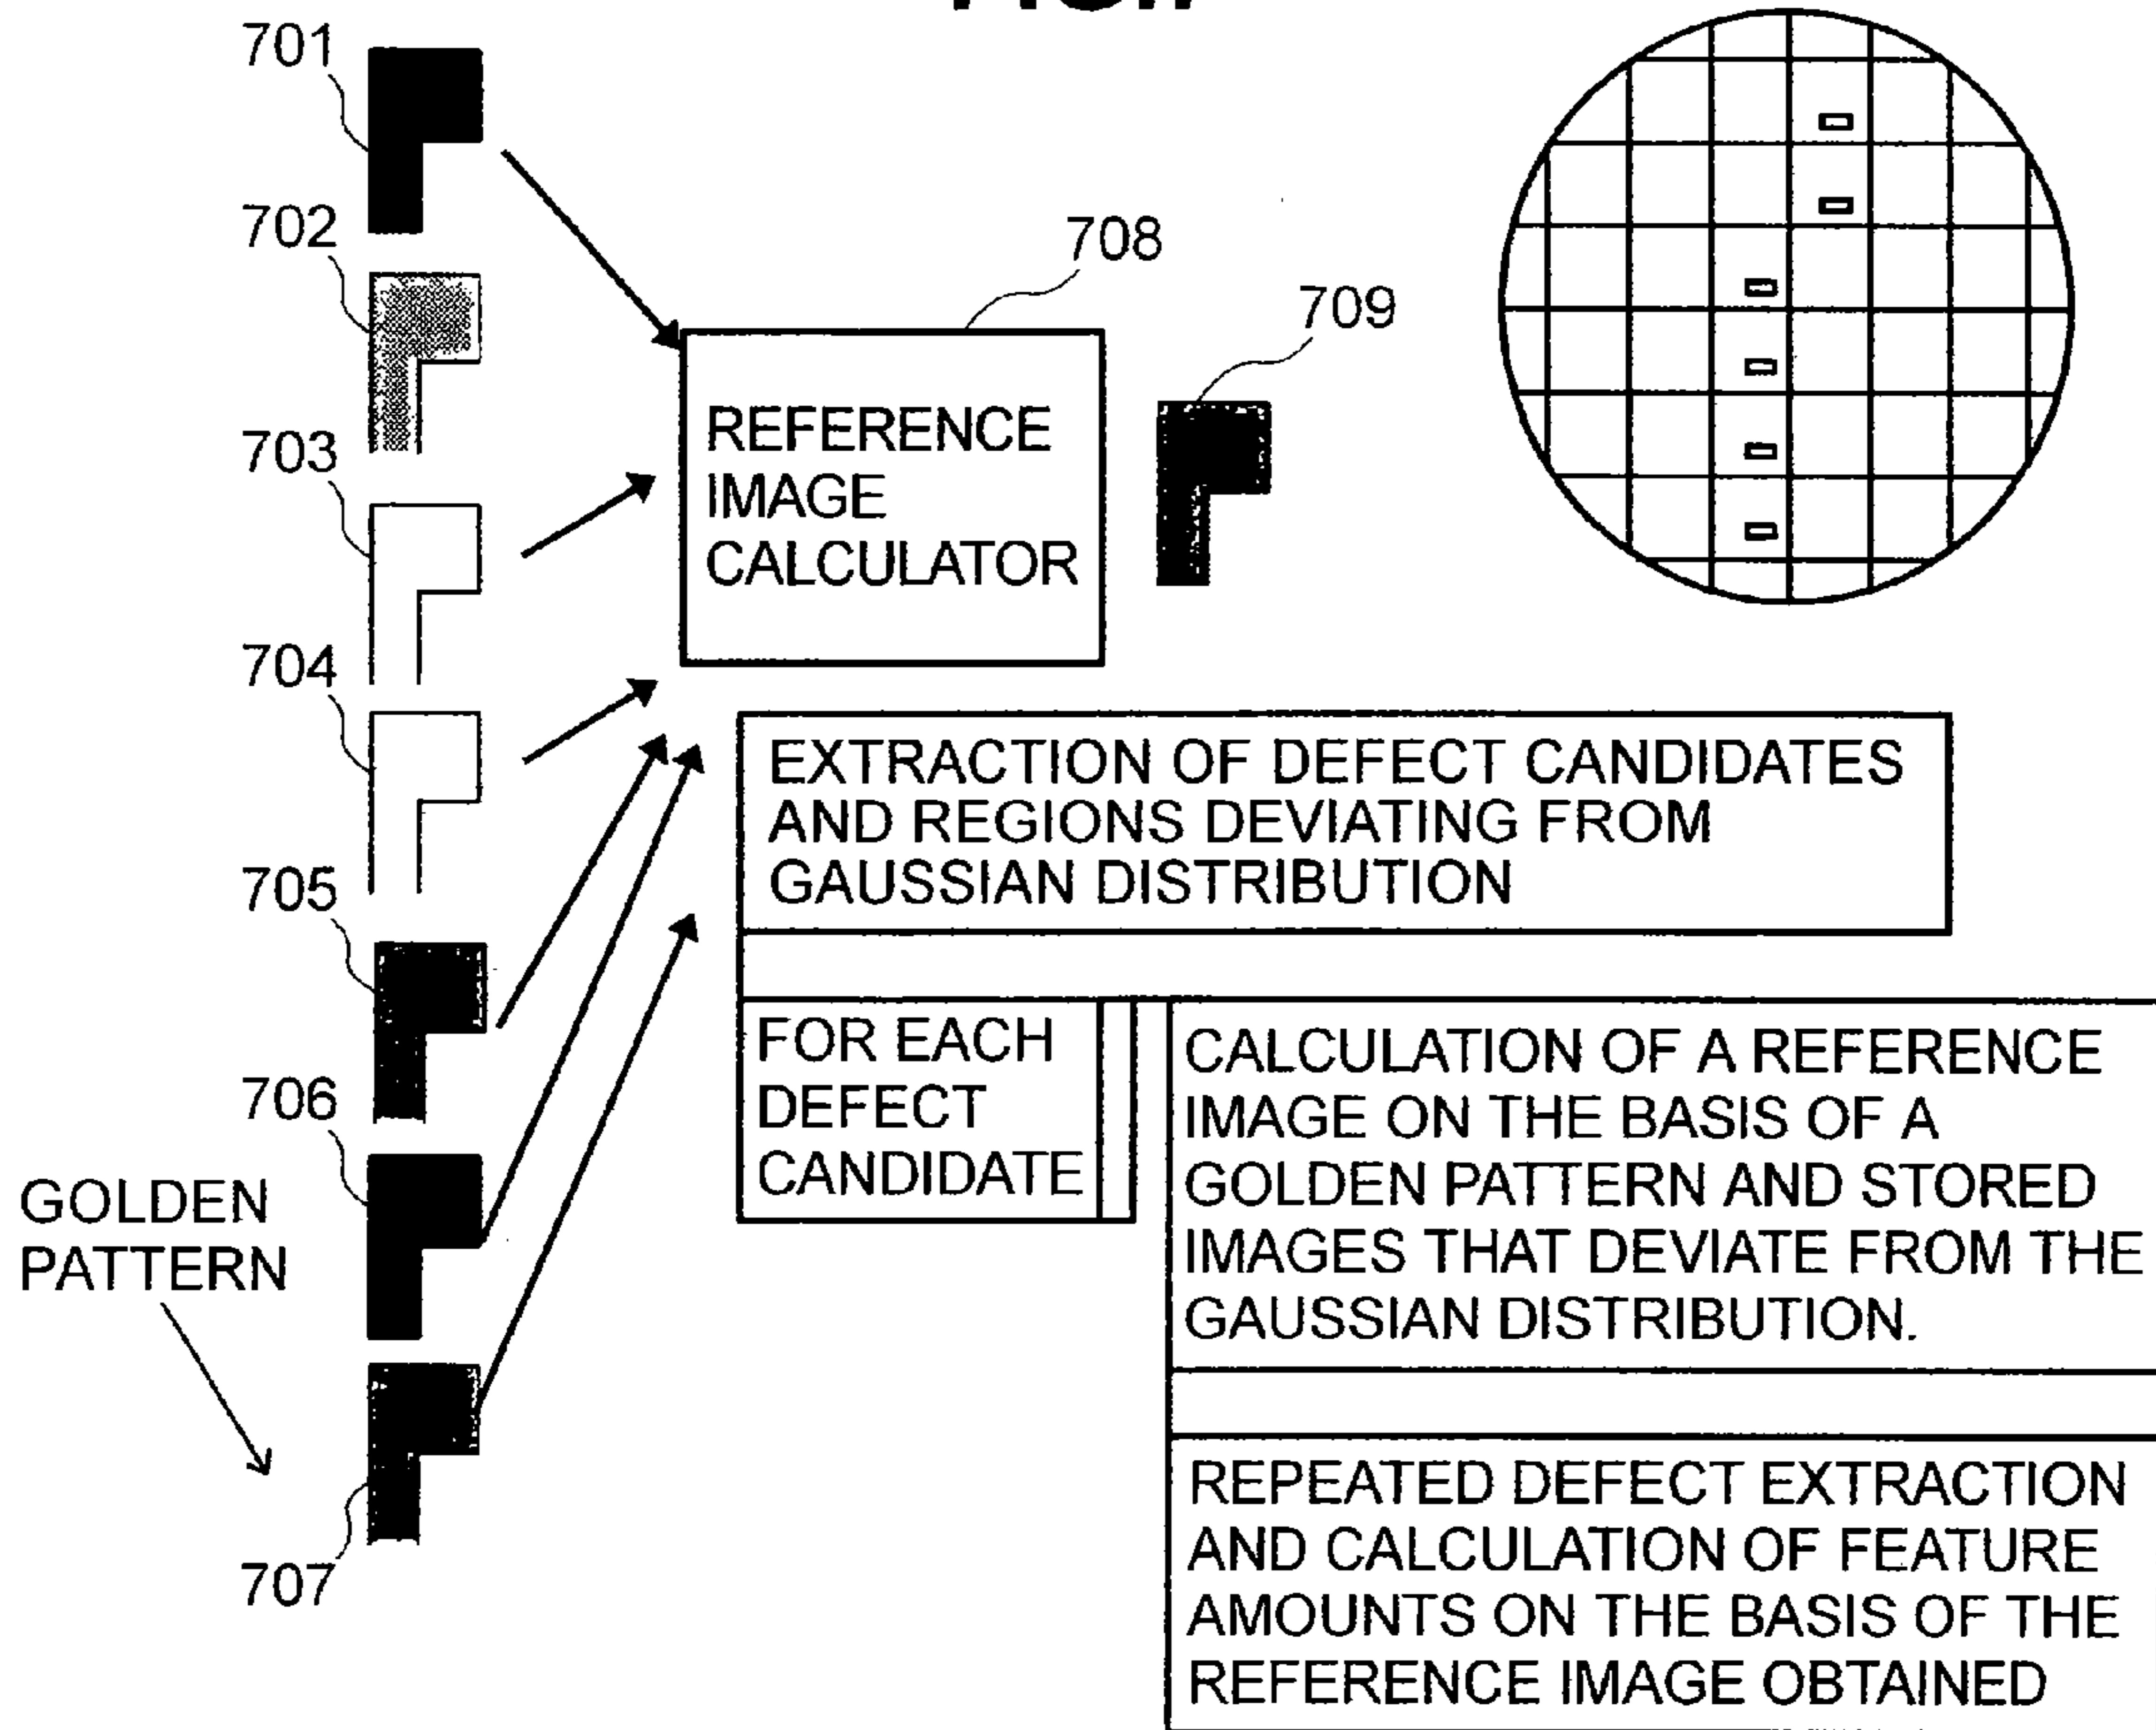 701
702
703
704
705
706
GOLDEN
PATTERN
707
708
709
REFERENCE
IMAGE
CALCULATOR
EXTRACTION OF DEFECT CANDIDATES
AND REGIONS DEVIATING FROM
GAUSSIAN DISTRIBUTION
FOR EACH
DEFECT
CANDIDATE
CALCULATION OF A REFERENCE
IMAGE ON THE BASIS OF A
GOLDEN PATTERN AND STORED
IMAGES THAT DEVIATE FROM THE
GAUSSIAN DISTRIBUTION.
REPEATED DEFECT EXTRACTION
AND CALCULATION OF FEATURE
AMOUNTS ON THE BASIS OF THE
REFERENCE IMAGE OBTAINED